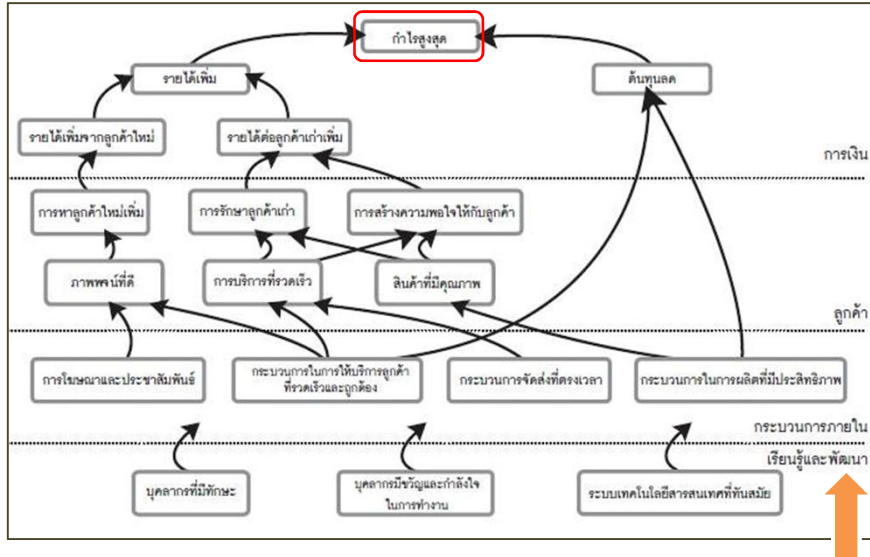 กำไรสูงสุด
รายได้เพิ่ม
ต้นทุนลด
รายได้เพิ่มจากลูกค้าใหม่
รายได้ต่อลูกค้าเก่าเพิ่ม
การเงิน
การหาลูกค้าใหม่เพิ่ม
การรักษาลูกค้าเก่า
การสร้างความพอใจให้กับลูกค้า
ภาพพจน์ที่ดี
การบริการที่รวดเร็ว
สินค้าที่มีคุณภาพ
ลูกค้า
การโฆษณาและประชาสัมพันธ์
กระบวนการในการให้บริการลูกค้า
ที่รวดเร็วและถูกต้อง
กระบวนการจัดส่งที่ตรงเวลา
กระบวนการในการผลิตที่มีประสิทธิภาพ
กระบวนการภายใน
เรียนรู้และพัฒนา
บุคลากรที่มีทักษะ
บุคลากรมีขวัญและกำลังใจ
ในการทำงาน
ระบบเทคโนโลยีสารสนเทศที่ทันสมัย